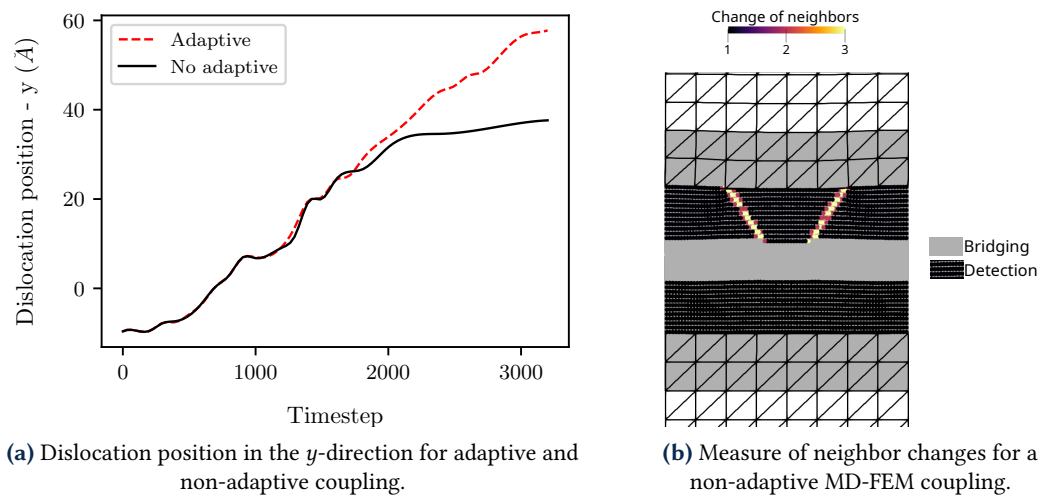 60
40
20
0
Dislocation position - y (Å)
Adaptive
No adaptive
0 1000 2000 3000
Timestep
(a) Dislocation position in the y-direction for adaptive and
non-adaptive coupling.
Change of neighbors
1 2 3
Bridging
Detection
(b) Measure of neighbor changes for a
non-adaptive MD-FEM coupling.